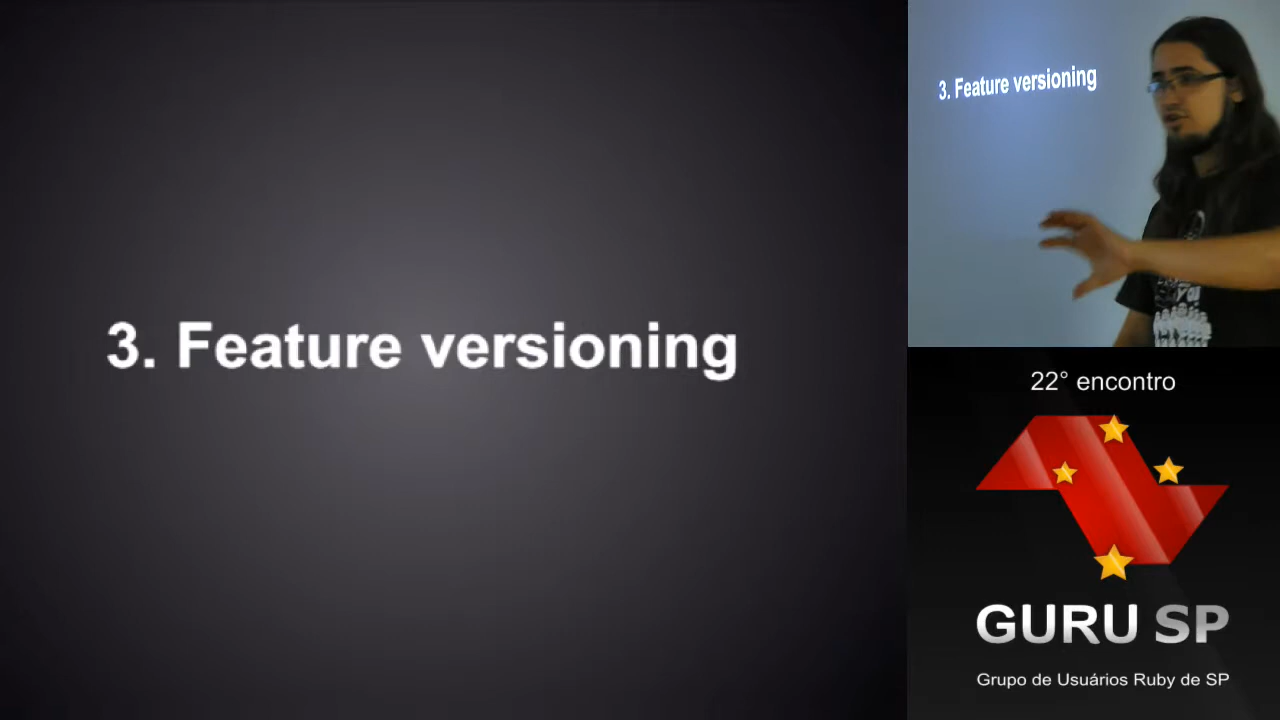 3. Feature versioning
3. Feature versioning
22° encontro
GURU SP
Grupo de Usuários Ruby de SP